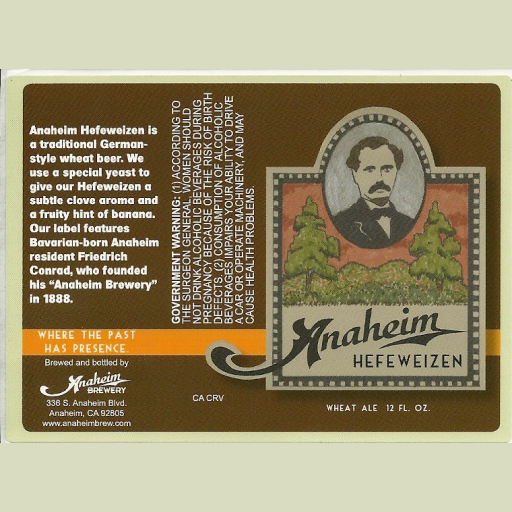 Anaheim Hefeweizen is
a traditional German-
style wheat beer. We
use a special yeast to
give our Hefeweizen a
subtle clove aroma and
a fruity hint of banana.
Our label features
Bavarian-born Anaheim
resident Friedrich
Conrad, who founded
his "Anaheim Brewery"
in 1888.
WHERE THE PAST
HAS PRESENCE.
Brewed and bottled by
Anaheim
BREWERY
336 S. Anaheim Blvd.
Anaheim, CA 92805
www.anaheimbrew.com
GOVERNMENT WARNING: (1) ACCORDING TO
THE SURGEON GENERAL, WOMEN SHOULD
NOT DRINK ALCOHOLIC BEVERAGES DURING
PREGNANCY BECAUSE OF THE RISK OF BIRTH
DEFECTS. (2) CONSUMPTION OF ALCOHOLIC
BEVERAGES IMPAIRS YOUR ABILITY TO DRIVE
A CAR OR OPERATE MACHINERY, AND MAY
CAUSE HEALTH PROBLEMS.
CA CRV
Anaheim
HEFEWEIZEN
WHEAT ALE 12 FL. OZ.